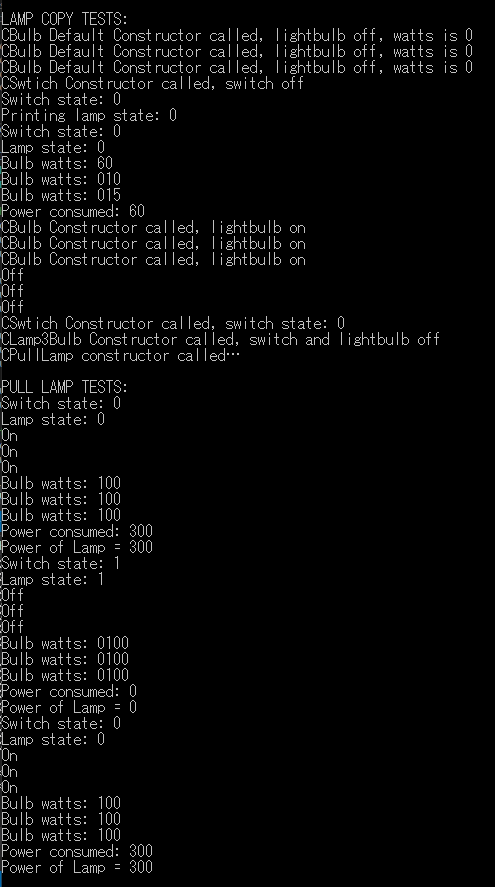 LAMP COPY TESTS:
CBulb Default Constructor called, lightbulb off, watts is 0
CBulb Default Constructor called, lightbulb off, watts is 0
CBulb Default Constructor called, lightbulb off, watts is 0
CSwtich Constructor called, switch off
Switch state: 0
Printing lamp state: 0
Switch state: 0
Lamp state: 0
Bulb watts: 60
Bulb watts: 010
Bulb watts: 015
Power consumed: 60
CBulb Constructor called, lightbulb on
CBulb Constructor called, lightbulb on
CBulb Constructor called, lightbulb on
Off
Off
Off
CSwtich Constructor called, switch state: 0
CLamp3Bulb Constructor called, switch and lightbulb off
CPullLamp constructor called…
PULL LAMP TESTS:
Switch state: 0
Lamp state: 0
On
On
On
Bulb watts: 100
Bulb watts: 100
Bulb watts: 100
Power consumed: 300
Power of Lamp = 300
Switch state: 1
Lamp state: 1
Off
Off
Off
Bulb watts: 0100
Bulb watts: 0100
Bulb watts: 0100
Power consumed: 0
Power of Lamp = 0
Switch state: 0
Lamp state: 0
On
On
On
Bulb watts: 100
Bulb watts: 100
Bulb watts: 100
Power consumed: 300
Power of Lamp = 300